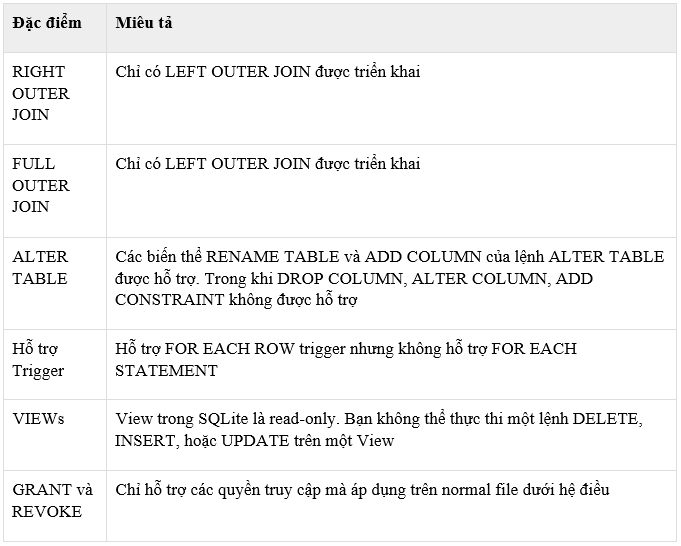 Đặc điểm
Miêu tả
RIGHT
OUTER
JOIN
Chỉ có LEFT OUTER JOIN được triển khai
FULL
OUTER
JOIN
Chỉ có LEFT OUTER JOIN được triển khai
ALTER
TABLE
Các biến thể RENAME TABLE và ADD COLUMN của lệnh ALTER TABLE
được hỗ trợ. Trong khi DROP COLUMN, ALTER COLUMN, ADD
CONSTRAINT không được hỗ trợ
Hỗ trợ
Trigger
Hỗ trợ FOR EACH ROW trigger nhưng không hỗ trợ FOR EACH
STATEMENT
VIEWs
View trong SQLite là read-only. Bạn không thể thực thi một lệnh DELETE,
INSERT, hoặc UPDATE trên một View
GRANT và
REVOKE
Chỉ hỗ trợ các quyền truy cập mà áp dụng trên normal file dưới hệ điều